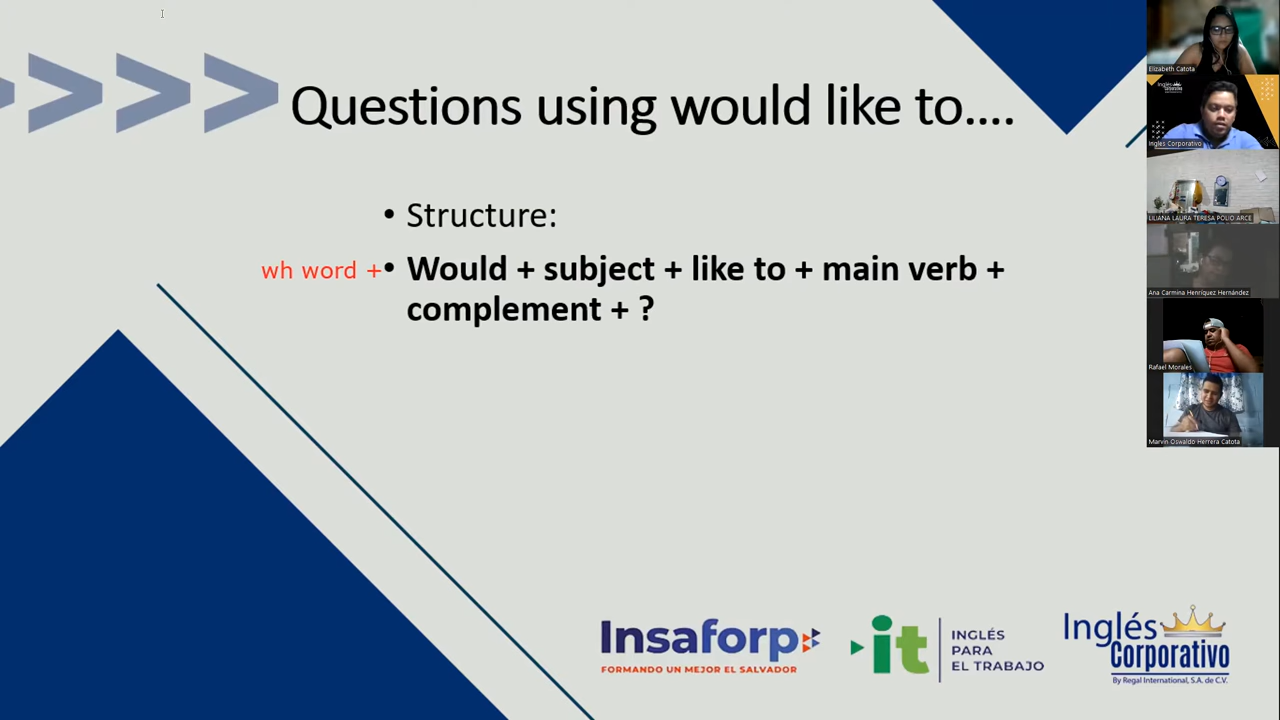 Questions using would like to....
• Structure:
wh word +
• Would + subject + like to + main verb +
complement + ?
Insaforp
FORMANDO UN MEJOR EL SALVADOR
it
INGLÉS
PARA
EL TRABAJO
Inglés
Corporativo
By Regal International, S.A. de C.V.
Elizabeth Catota
Inglés Corporativo
LILIANA LAURA TERESA POLIO ARCE
Ana Carmina Henríquez Hernández
Rafael Morales
Marvin Oswaldo Herrera Catota